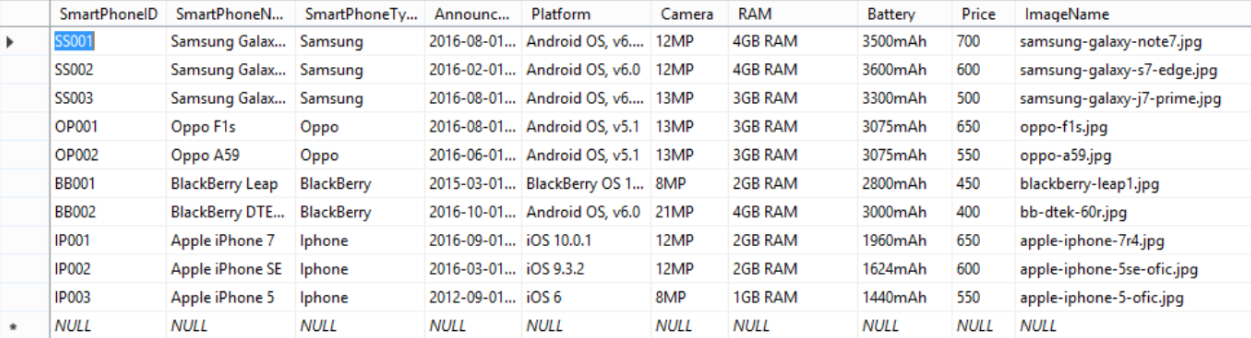 SmartPhoneID SmartPhoneN... SmartPhoneTy... Announc... Platform Camera RAM Battery Price ImageName
SS001 Samsung Galax... Samsung 2016-08-01... Android OS, v6.... 12MP 4GB RAM 3500mAh 700 samsung-galaxy-note7.jpg
SS002 Samsung Galax... Samsung 2016-02-01... Android OS, v6.0 12MP 4GB RAM 3600mAh 600 samsung-galaxy-s7-edge.jpg
SS003 Samsung Galax... Samsung 2016-08-01... Android OS, v6.... 13MP 3GB RAM 3300mAh 500 samsung-galaxy-j7-prime.jpg
OP001 Oppo F1s Oppo 2016-08-01... Android OS, v5.1 13MP 3GB RAM 3075mAh 650 oppo-f1s.jpg
OP002 Oppo A59 Oppo 2016-06-01... Android OS, v5.1 13MP 3GB RAM 3075mAh 550 oppo-a59.jpg
BB001 BlackBerry Leap BlackBerry 2015-03-01... BlackBerry OS 1... 8MP 2GB RAM 2800mAh 450 blackberry-leap1.jpg
BB002 BlackBerry DTE... BlackBerry 2016-10-01... Android OS, v6.0 21MP 4GB RAM 3000mAh 400 bb-dtek-60r.jpg
IP001 Apple iPhone 7 Iphone 2016-09-01... iOS 10.0.1 12MP 2GB RAM 1960mAh 650 apple-iphone-7r4.jpg
IP002 Apple iPhone SE Iphone 2016-03-01... iOS 9.3.2 12MP 2GB RAM 1624mAh 600 apple-iphone-5se-ofic.jpg
IP003 Apple iPhone 5 Iphone 2012-09-01... iOS 6 8MP 1GB RAM 1440mAh 550 apple-iphone-5-ofic.jpg
NULL NULL NULL NULL NULL NULL NULL NULL NULL NULL